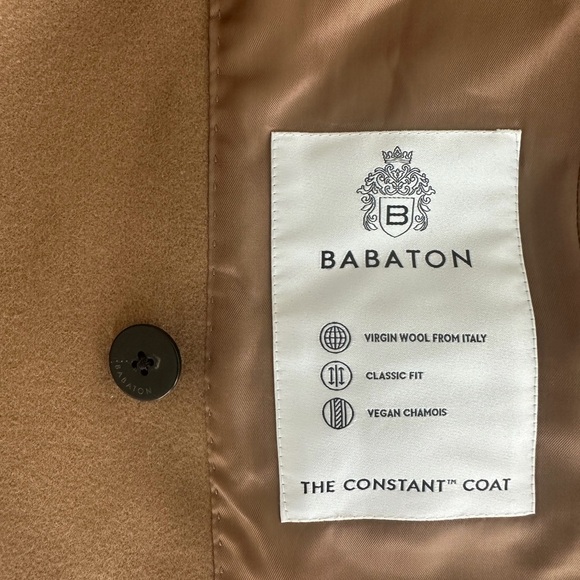 B
BABATON
VIRGIN WOOL FROM ITALY
CLASSIC FIT
VEGAN CHAMOIS
THE CONSTANT™ COAT
BABATON